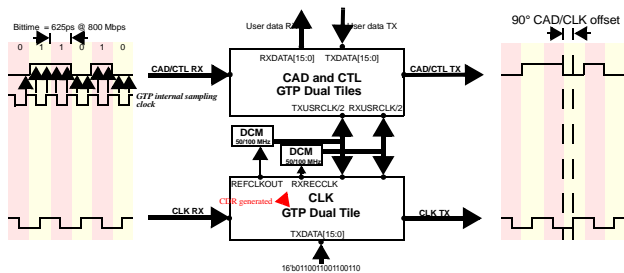 Bittime = 625ps @ 800 Mbps
0 1 1 0 1 0
GTP internal sampling
clock
User data RX
User data TX
RXDATA[15:0]
TXDATA[15:0]
CAD/CTL RX
CAD and CTL
GTP Dual Tiles
CAD/CTL TX
TXUSRCLK/2 RXUSRCLK/2
DCM
50/100 MHz
DCM
50/100 MHz
REFCLKOUT
RXRECCLK
CDR generated
CLK
GTP Dual Tile
CLK RX
CLK TX
TXDATA[15:0]
16'b0110011001100110
90° CAD/CLK offset